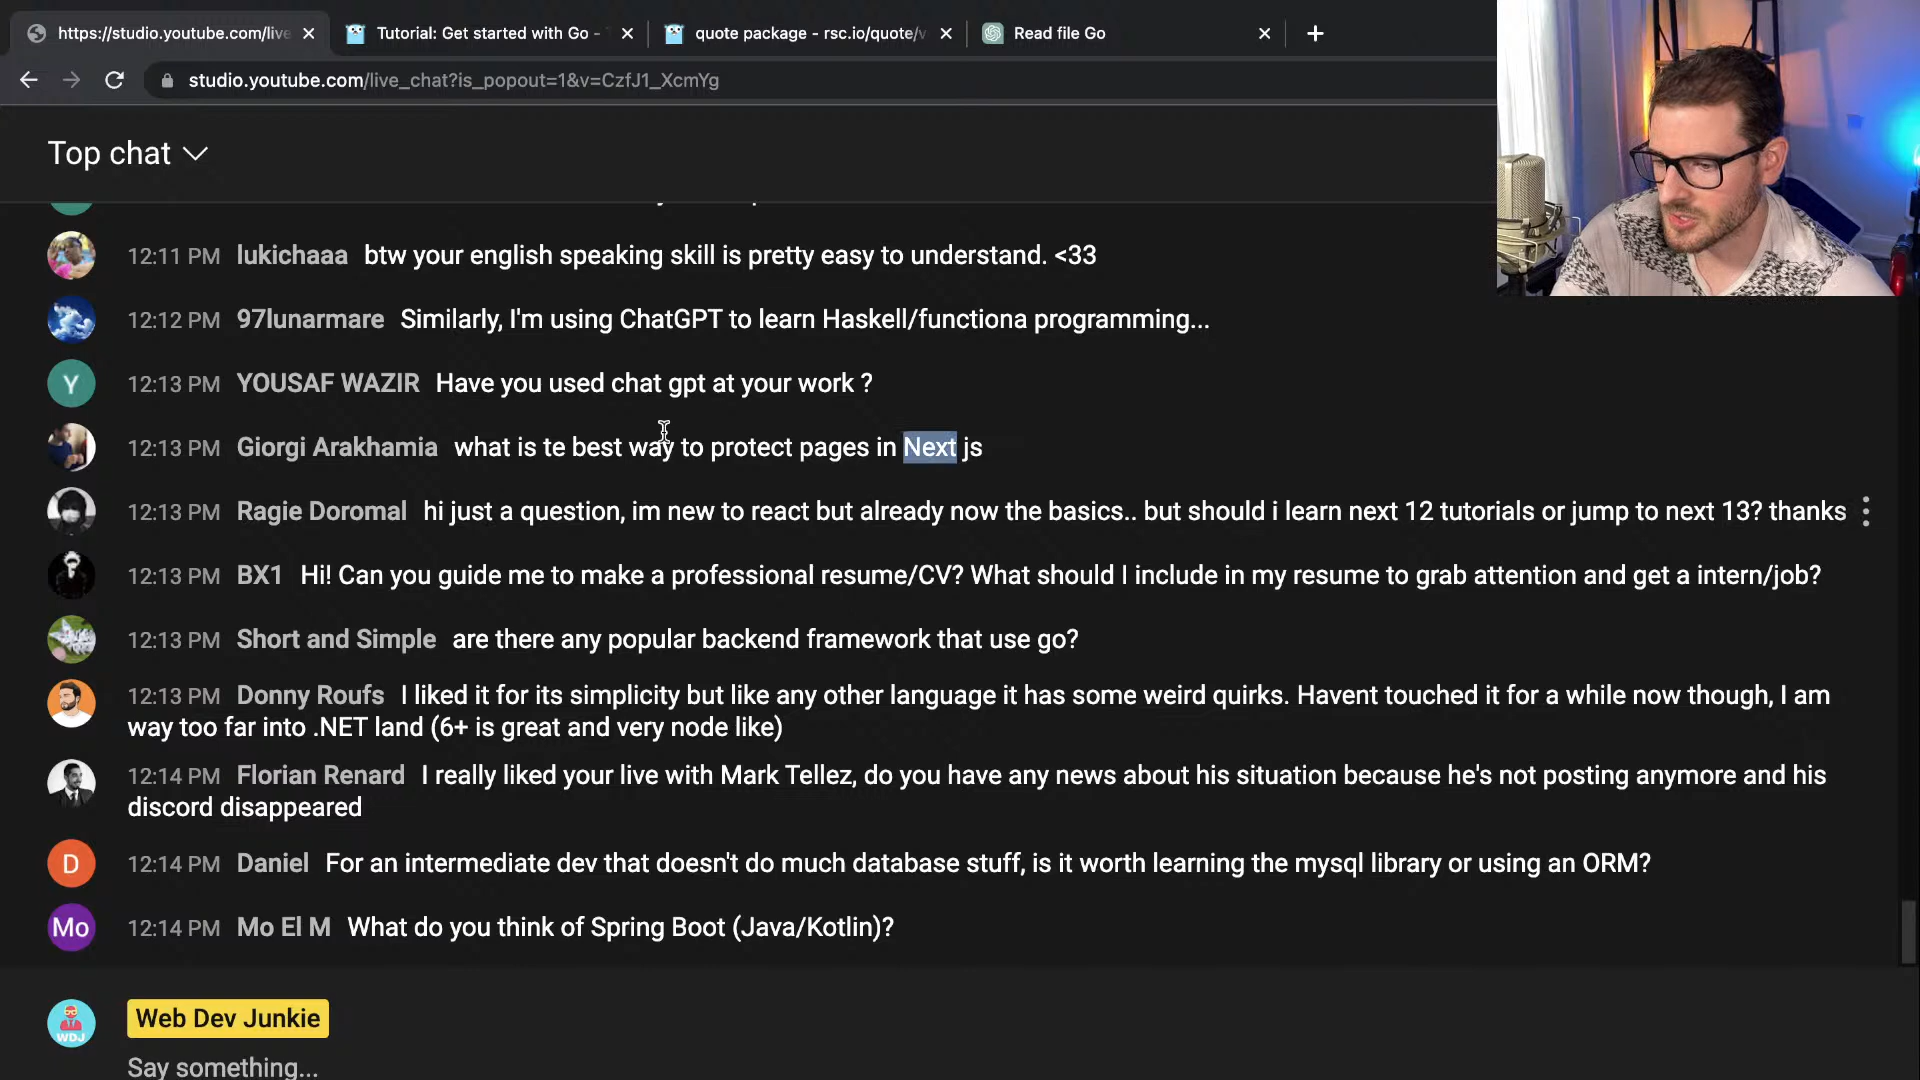 https://studio.youtube.com/live
Tutorial: Get started with Go -
quote package - rsc.io/quote/v
Read file Go
studio.youtube.com/live_chat?is_popout=1&v=CzfJ1_XcmYg
Top chat
12:11 PM lukichaaa btw your english speaking skill is pretty easy to understand. <33
12:12 PM 97lunarmare Similarly, I'm using ChatGPT to learn Haskell/functiona programming...
Y 12:13 PM YOUSAF WAZIR Have you used chat gpt at your work ?
12:13 PM Giorgi Arakhamia what is te best way to protect pages in Next js
12:13 PM Ragie Doromal hi just a question, im new to react but already now the basics.. but should i learn next 12 tutorials or jump to next 13? thanks
12:13 PM BX1 Hi! Can you guide me to make a professional resume/CV? What should I include in my resume to grab attention and get a intern/job?
12:13 PM Short and Simple are there any popular backend framework that use go?
12:13 PM Donny Roufs I liked it for its simplicity but like any other language it has some weird quirks. Havent touched it for a while now though, I am
way too far into .NET land (6+ is great and very node like)
12:14 PM Florian Renard I really liked your live with Mark Tellez, do you have any news about his situation because he's not posting anymore and his
discord disappeared
D 12:14 PM Daniel For an intermediate dev that doesn't do much database stuff, is it worth learning the mysql library or using an ORM?
Mo 12:14 PM Mo El M What do you think of Spring Boot (Java/Kotlin)?
WDJ Web Dev Junkie
Say something...